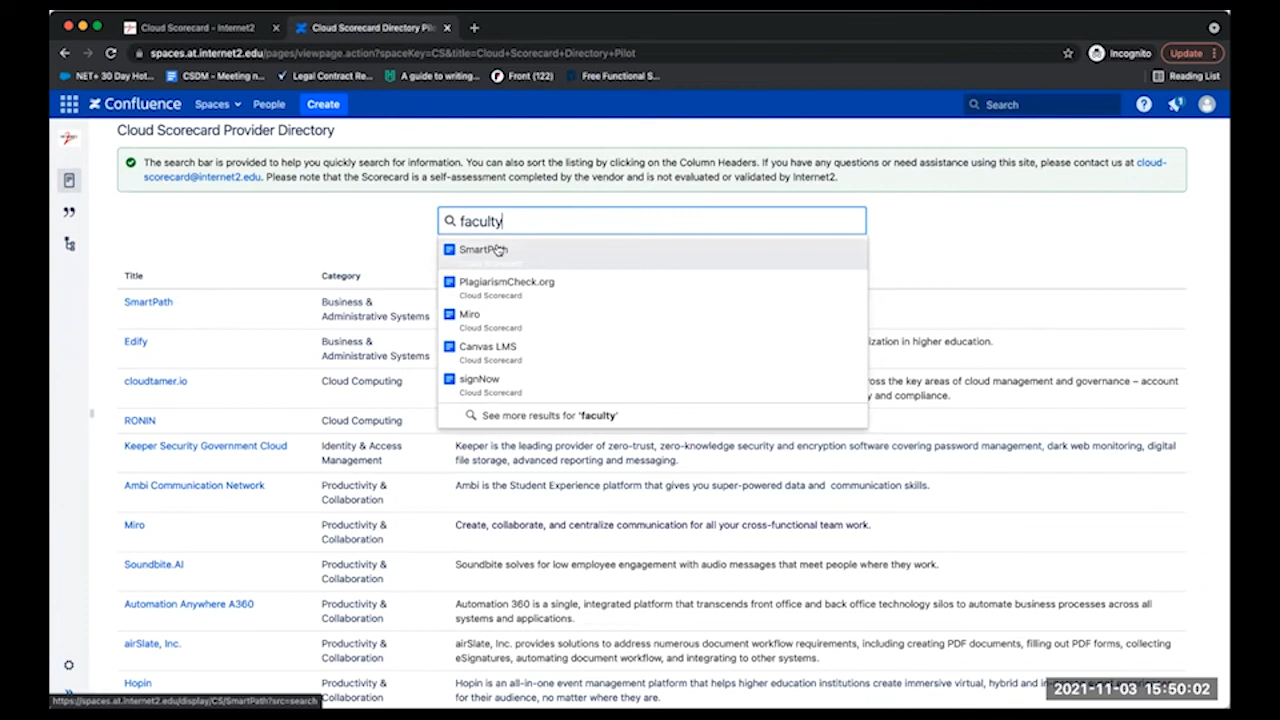 Cloud Scorecard - Internet2
Cloud Scorecard Directory Pil
spaces.at.internet2.edu/pages/viewpage.action?spaceKey=CS&title=Cloud+Scorecard+Directory+Pilot
Incognito
Update
NET+ 30 Day Hot...
CSDM - Meeting n...
Legal Contract Re...
A guide to writing...
Front (122)
Free Functional S...
Reading List
Confluence
Spaces
People
Create
Search
Cloud Scorecard Provider Directory
The search bar is provided to help you quickly search for information. You can also sort the listing by clicking on the Column Headers. If you have any questions or need assistance using this site, please contact us at cloud-
scorecard@internet2.edu. Please note that the Scorecard is a self-assessment completed by the vendor and is not evaluated or validated by Internet2.
faculty
SmartPath
PlagiarismCheck.org
Cloud Scorecard
Miro
Cloud Scorecard
Canvas LMS
Cloud Scorecard
signNow
Cloud Scorecard
See more results for 'faculty'
Title
Category
SmartPath
Business &
Administrative Systems
Edify
Business &
Administrative Systems
ization in higher education.
cloudtamer.io
Cloud Computing
ross the key areas of cloud management and governance – account
y and compliance.
RONIN
Cloud Computing
Keeper Security Government Cloud
Identity & Access
Management
Keeper is the leading provider of zero-trust, zero-knowledge security and encryption software covering password management, dark web monitoring, digital
file storage, advanced reporting and messaging.
Ambi Communication Network
Productivity &
Collaboration
Ambi is the Student Experience platform that gives you super-powered data and communication skills.
Miro
Productivity &
Collaboration
Create, collaborate, and centralize communication for all your cross-functional team work.
Soundbite.AI
Productivity &
Collaboration
Soundbite solves for low employee engagement with audio messages that meet people where they work.
Automation Anywhere A360
Productivity &
Collaboration
Automation 360 is a single, integrated platform that transcends front office and back office technology silos to automate business processes across all
systems and applications.
airSlate, Inc.
Productivity &
Collaboration
airSlate, Inc. provides solutions to address numerous document workflow requirements, including creating PDF documents, filling out PDF forms, collecting
eSignatures, automating document workflow, and integrating to other systems.
Hopin
Productivity &
Collaboration
Hopin is an all-in-one event management platform that helps higher education institutions create immersive virtual, hybrid and in-
for their audience, no matter where they are.
https://spaces.at.internet2.edu/display/CS/SmartPath?src=search
2021-11-03 15:50:02